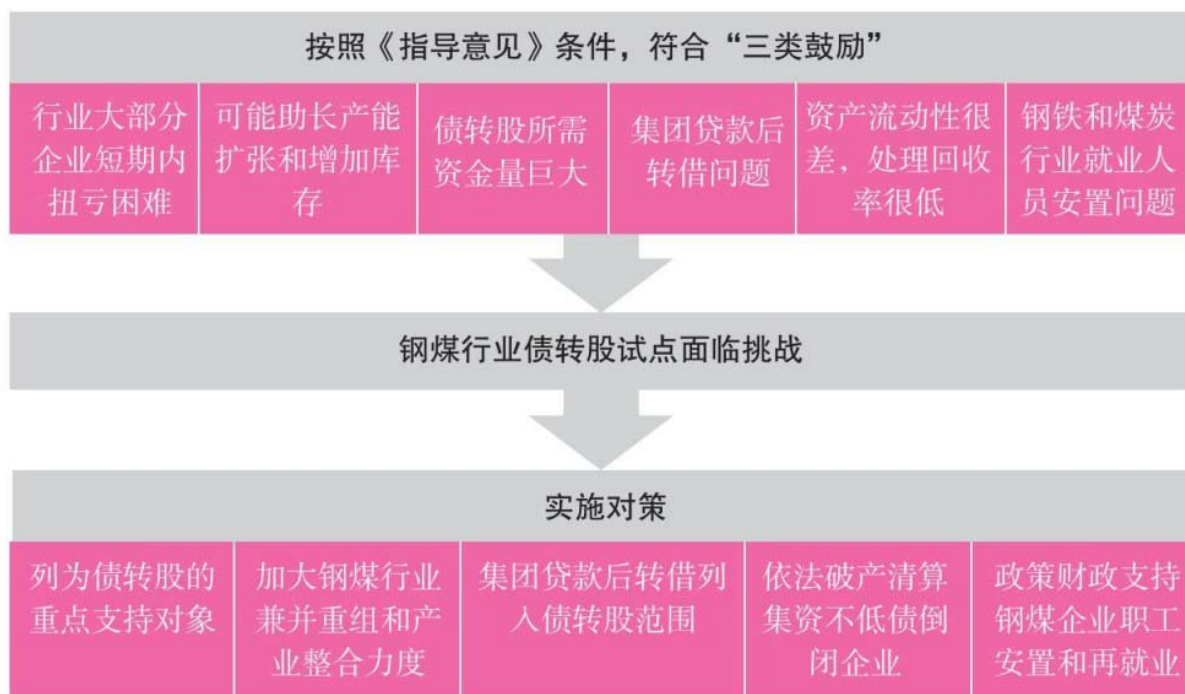 按照《指导意见》条件，符合“三类鼓励”
行业大部分
企业短期内
扭亏困难
可能助长产能
扩张和增加库
存
债转股所需
资金量巨大
集团贷款后
转借问题
资产流动性很
差，处理回收
率很低
钢铁和煤炭
行业就业人
员安置问题
钢煤行业债转股试点面临挑战
实施对策
列为债转股的
重点支持对象
加大钢煤行业
兼并重组和产
业整合力度
集团贷款后转借列
入债转股范围
依法破产清算
集资不低债倒
闭企业
政策财政支持
钢煤企业职工
安置和再就业